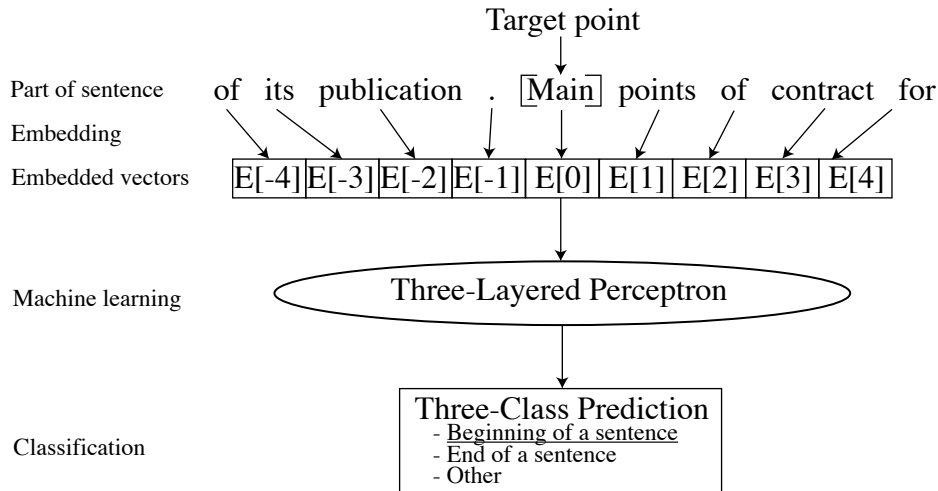 Target point
Part of sentence of its publication . Main points of contract for
Embedding
Embedded vectors E[-4] E[-3] E[-2] E[-1] E[0] E[1] E[2] E[3] E[4]
Machine learning Three-Layered Perceptron
Three-Class Prediction
- Beginning of a sentence
Classification - End of a sentence
- Other